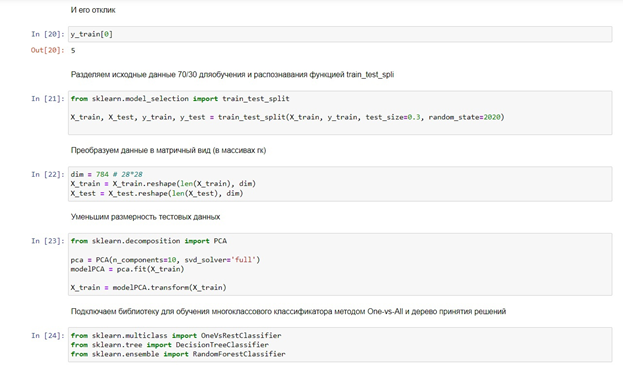 И его отклик
In [20]: y_train[0]
Out[20]: 5
Разделяем исходные данные 70/30 дляобучения и распознавания функцией train_test_spli
In [21]: from sklearn.model_selection import train_test_split
X_train, X_test, y_train, y_test = train_test_split(X_train, y_train, test_size=0.3, random_state=2020)
Преобразуем данные в матричный вид (в массивах гк)
In [22]: dim = 784 # 28*28
X_train = X_train.reshape(len(X_train), dim)
X_test = X_test.reshape(len(X_test), dim)
Уменьшим размерность тестовых данных
In [23]: from sklearn.decomposition import PCA
pca = PCA(n_components=10, svd_solver='full')
modelPCA = pca.fit(X_train)
X_train = modelPCA.transform(X_train)
Подключаем библиотеку для обучения многоклассового классификатора методом One-vs-All и дерево принятия решений
In [24]: from sklearn.multiclass import OneVsRestClassifier
from sklearn.tree import DecisionTreeClassifier
from sklearn.ensemble import RandomForestClassifier